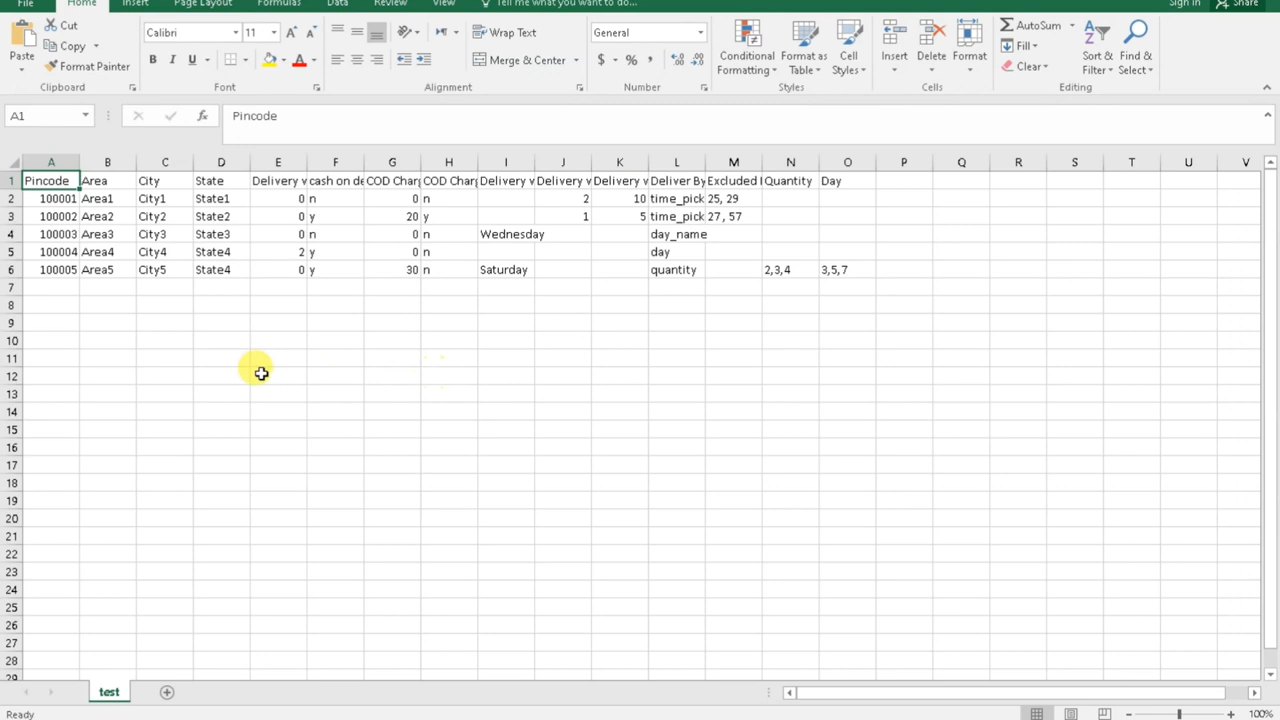 File Home Insert Page Layout Formulas Data Review View Tell me what you want to do... Sign in Share
Cut
Copy
Format Painter
Paste
Clipboard
Calibri 11
B I U
Font
Wrap Text
Merge & Center
Alignment
General
$ % ,
Number
Conditional Formatting
Format as Table
Cell Styles
Styles
Insert Delete Format
Cells
AutoSum
Fill
Clear
Sort & Filter
Find & Select
Editing
A1 fx Pincode
A B C D E F G H I J K L M N O P Q R S T U V
1 Pincode Area City State Delivery v cash on de COD Charg COD Charg Delivery v Delivery v Delivery v Deliver By Excluded I Quantity Day
2 100001 Area1 City1 State1 0 n 0 n 2 10 time_pick 25, 29
3 100002 Area2 City2 State2 0 y 20 y 1 5 time_pick 27, 57
4 100003 Area3 City3 State3 0 n 0 n Wednesday day_name
5 100004 Area4 City4 State4 2 y 0 n day
6 100005 Area5 City5 State4 0 y 30 n Saturday quantity 2,3,4 3,5,7
7
8
9
10
11
12
13
14
15
16
17
18
19
20
21
22
23
24
25
26
27
28
29
test
Ready 100%